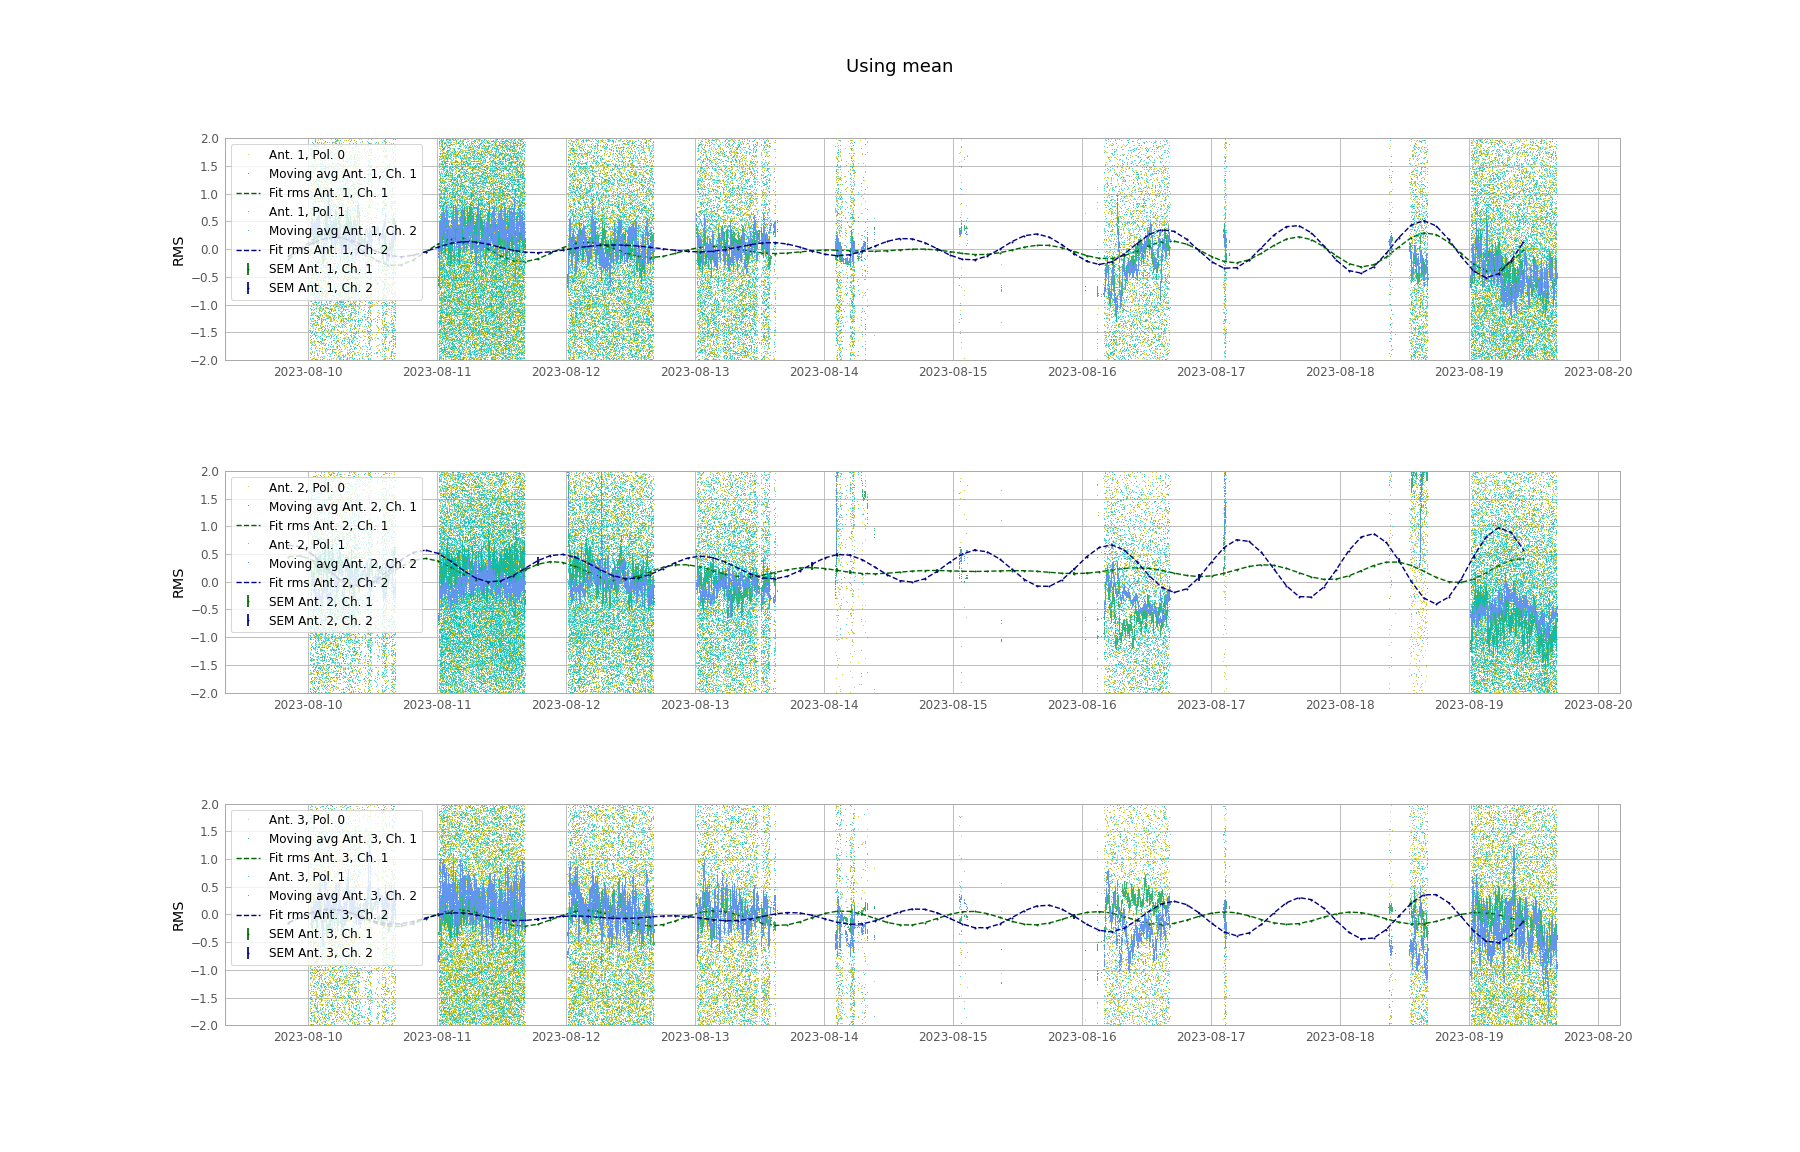 Using mean
RMS
2.0
1.5
1.0
0.5
0.0
−0.5
−1.0
−1.5
−2.0
Ant. 1, Pol. 0
Moving avg Ant. 1, Ch. 1
Fit rms Ant. 1, Ch. 1
Ant. 1, Pol. 1
Moving avg Ant. 1, Ch. 2
Fit rms Ant. 1, Ch. 2
SEM Ant. 1, Ch. 1
SEM Ant. 1, Ch. 2
2023-08-10 2023-08-11 2023-08-12 2023-08-13 2023-08-14 2023-08-15 2023-08-16 2023-08-17 2023-08-18 2023-08-19 2023-08-20
RMS
2.0
1.5
1.0
0.5
0.0
−0.5
−1.0
−1.5
−2.0
Ant. 2, Pol. 0
Moving avg Ant. 2, Ch. 1
Fit rms Ant. 2, Ch. 1
Ant. 2, Pol. 1
Moving avg Ant. 2, Ch. 2
Fit rms Ant. 2, Ch. 2
SEM Ant. 2, Ch. 1
SEM Ant. 2, Ch. 2
2023-08-10 2023-08-11 2023-08-12 2023-08-13 2023-08-14 2023-08-15 2023-08-16 2023-08-17 2023-08-18 2023-08-19 2023-08-20
RMS
2.0
1.5
1.0
0.5
0.0
−0.5
−1.0
−1.5
−2.0
Ant. 3, Pol. 0
Moving avg Ant. 3, Ch. 1
Fit rms Ant. 3, Ch. 1
Ant. 3, Pol. 1
Moving avg Ant. 3, Ch. 2
Fit rms Ant. 3, Ch. 2
SEM Ant. 3, Ch. 1
SEM Ant. 3, Ch. 2
2023-08-10 2023-08-11 2023-08-12 2023-08-13 2023-08-14 2023-08-15 2023-08-16 2023-08-17 2023-08-18 2023-08-19 2023-08-20